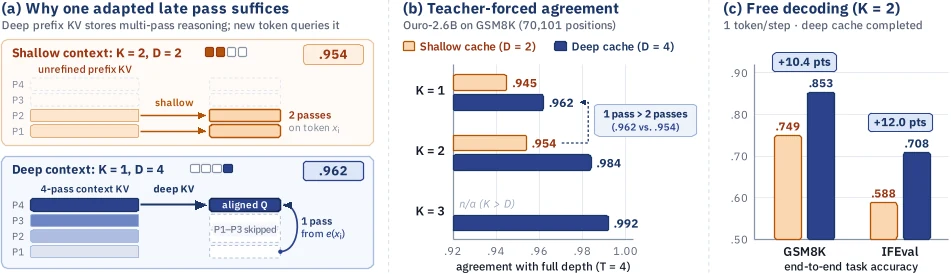 (a) Why one adapted late pass suffices
Deep prefix KV stores multi-pass reasoning; new token queries it
Shallow context: K = 2, D = 2
.954
unrefined prefix KV
P4
P3
P2
P1
shallow
2 passes
on token xᵢ
Deep context: K = 1, D = 4
.962
4-pass context KV
deep KV
P4
P3
P2
P1
aligned Q
P1–P3 skipped
1 pass
from e(xᵢ)
(b) Teacher-forced agreement
Ouro-2.6B on GSM8K (70,101 positions)
Shallow cache (D = 2)
Deep cache (D = 4)
K = 1
.945
.962
1 pass > 2 passes
(.962 vs. .954)
K = 2
.954
.984
K = 3
n/a (K > D)
.992
.92 .94 .96 .98 1.00
agreement with full depth (T = 4)
(c) Free decoding (K = 2)
1 token/step · deep cache completed
.90
.80
.70
.60
.50
+10.4 pts
.749
.853
+12.0 pts
.588
.708
GSM8K
IFEval
end-to-end task accuracy